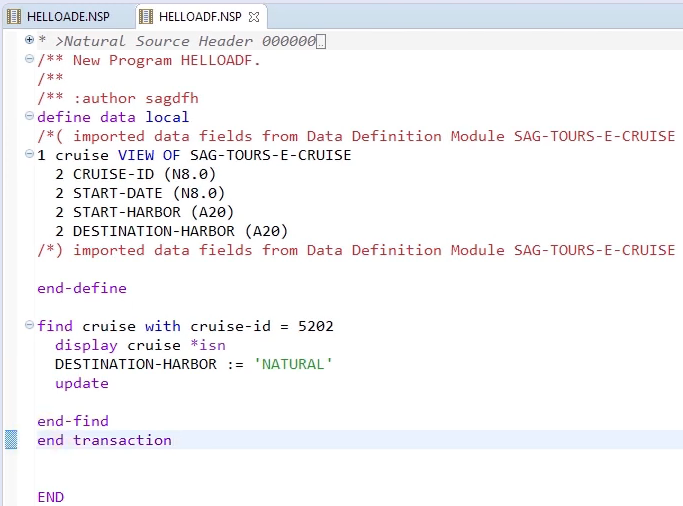 HELLOADE.NSP HELLOADF.NSP
* >Natural Source Header 000000..
/** New Program HELLOADF.
/**
/** :author sagdfh
define data local
/*( imported data fields from Data Definition Module SAG-TOURS-E-CRUISE
1 cruise VIEW OF SAG-TOURS-E-CRUISE
2 CRUISE-ID (N8.0)
2 START-DATE (N8.0)
2 START-HARBOR (A20)
2 DESTINATION-HARBOR (A20)
/*) imported data fields from Data Definition Module SAG-TOURS-E-CRUISE
end-define
find cruise with cruise-id = 5202
display cruise *isn
DESTINATION-HARBOR := 'NATURAL'
update
end-find
end transaction
END